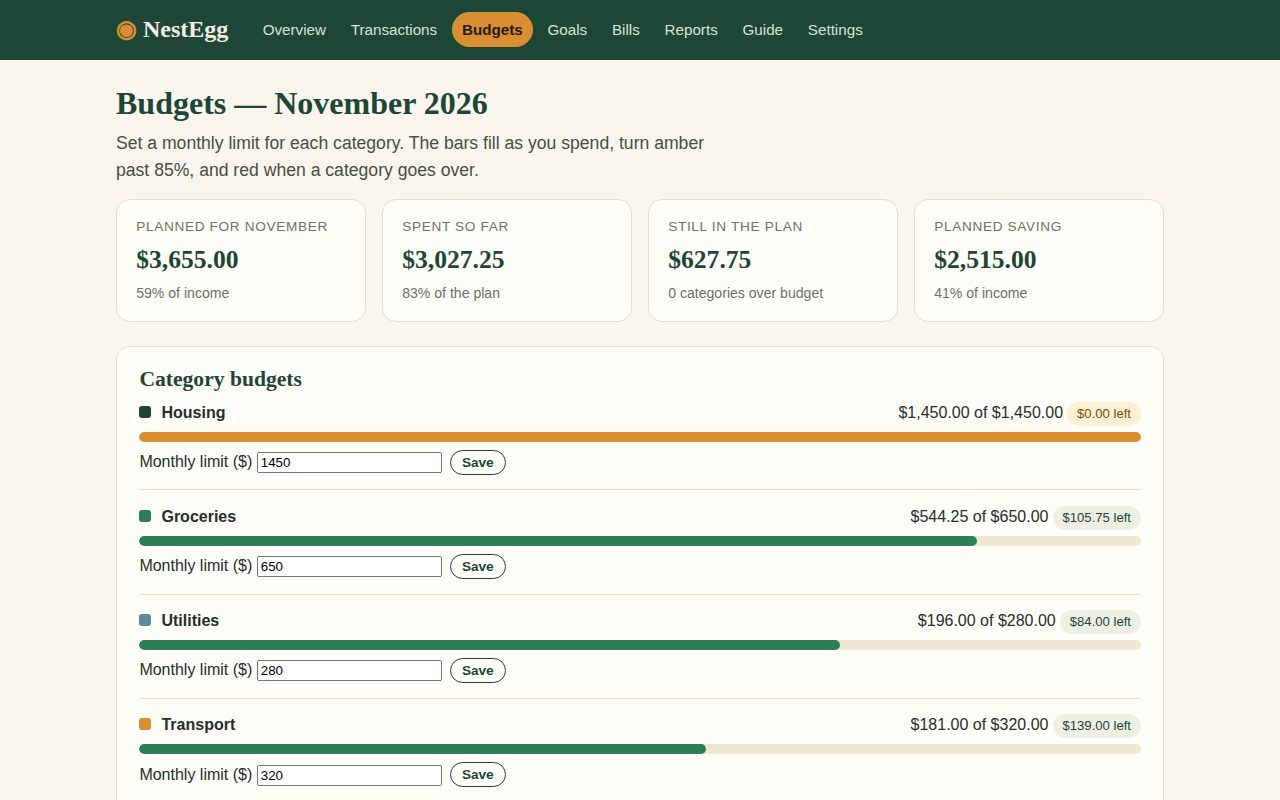 NestEgg Overview Transactions Budgets Goals Bills Reports Guide Settings
Budgets — November 2026
Set a monthly limit for each category. The bars fill as you spend, turn amber
past 85%, and red when a category goes over.
PLANNED FOR NOVEMBER SPENT SO FAR STILL IN THE PLAN PLANNED SAVING
$3,655.00 $3,027.25 $627.75 $2,515.00
59% of income 83% of the plan 0 categories over budget 41% of income
Category budgets
Housing $1,450.00 of $1,450.00 $0.00 left
Monthly limit ($) 1450 Save
Groceries $544.25 of $650.00 $105.75 left
Monthly limit ($) 650 Save
Utilities $196.00 of $280.00 $84.00 left
Monthly limit ($) 280 Save
Transport $181.00 of $320.00 $139.00 left
Monthly limit ($) 320 Save